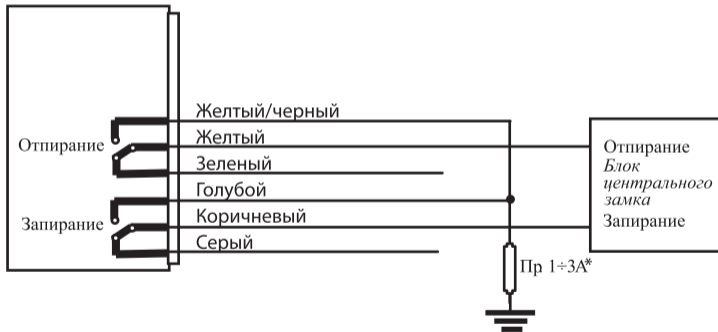 Желтый/черный
Отпирание
Желтый
Зеленый
Голубой
Запирание
Коричневый
Серый
Отпирание
Блок
центрального
замка
Запирание
Пр 1÷3А*